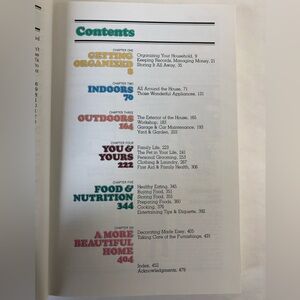 Contents
CHAPTER ONE
GETTING
ORGANIZED
8
Organizing Your Household, 9
Keeping Records, Managing Money, 21
Storing It All Away, 31
CHAPTER TWO
INDOORS
70
All Around the House, 71
Those Wonderful Appliances, 131
CHAPTER THREE
OUTDOORS
164
The Exterior of the House, 165
Workshop, 183
Garage & Car Maintenance, 193
Yard & Garden, 203
CHAPTER FOUR
YOU &
YOURS
222
Family Life, 223
The Pet in Your Life, 241
Personal Grooming, 253
Clothing & Laundry, 267
First Aid & Family Health, 306
CHAPTER FIVE
FOOD &
NUTRITION
344
Healthy Eating, 345
Buying Food, 351
Storing Food, 355
Preparing Foods, 360
Cooking, 376
Entertaining Tips & Etiquette, 392
CHAPTER SIX
A MORE
BEAUTIFUL
HOME
404
Decorating Made Easy, 405
Taking Care of the Furnishings, 431
Index, 452
Acknowledgments, 479